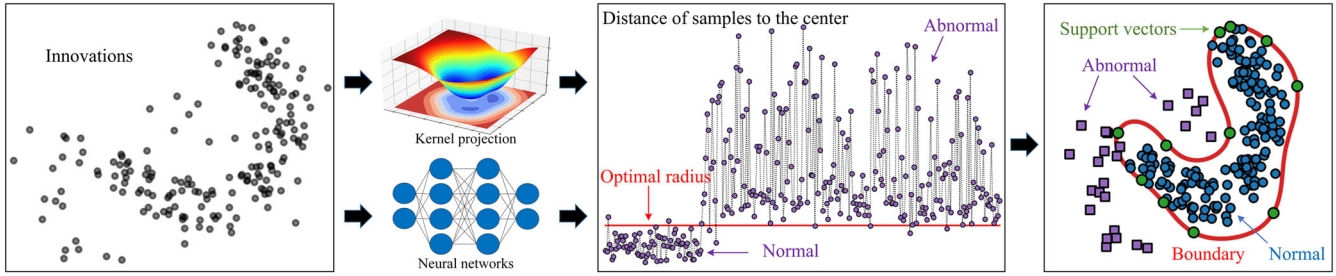 Innovations
Kernel projection
Neural networks
Distance of samples to the center
Abnormal
Optimal radius
Normal
Support vectors
Abnormal
Boundary
Normal